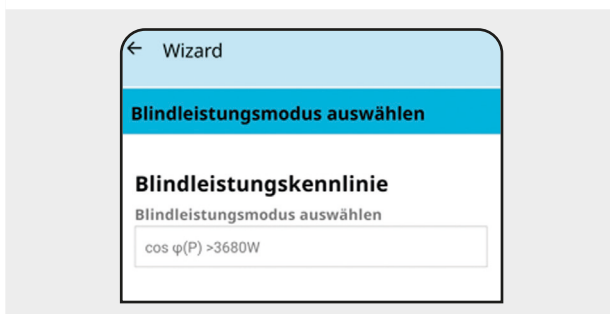 ← Wizard
Blindleistungsmodus auswählen
Blindleistungskennlinie
Blindleistungsmodus auswählen
cos φ(P) >3680W